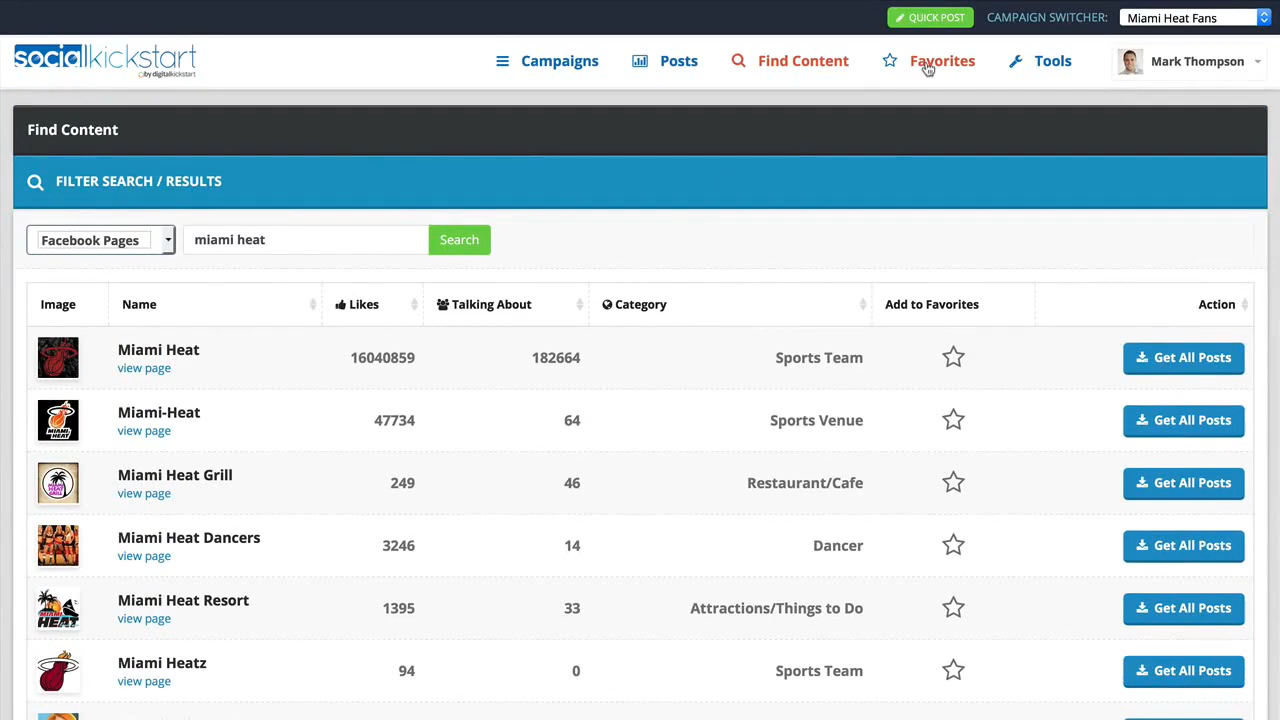 QUICK POST CAMPAIGN SWITCHER: Miami Heat Fans
socialkickstart
by digitalkickstart
Campaigns Posts Find Content Favorites Tools Mark Thompson
Find Content
FILTER SEARCH / RESULTS
Facebook Pages miami heat Search
Image Name Likes Talking About Category Add to Favorites Action
Miami Heat 16040859 182664 Sports Team Get All Posts
view page
Miami-Heat 47734 64 Sports Venue Get All Posts
view page
Miami Heat Grill 249 46 Restaurant/Cafe Get All Posts
view page
Miami Heat Dancers 3246 14 Dancer Get All Posts
view page
Miami Heat Resort 1395 33 Attractions/Things to Do Get All Posts
view page
Miami Heatz 94 0 Sports Team Get All Posts
view page